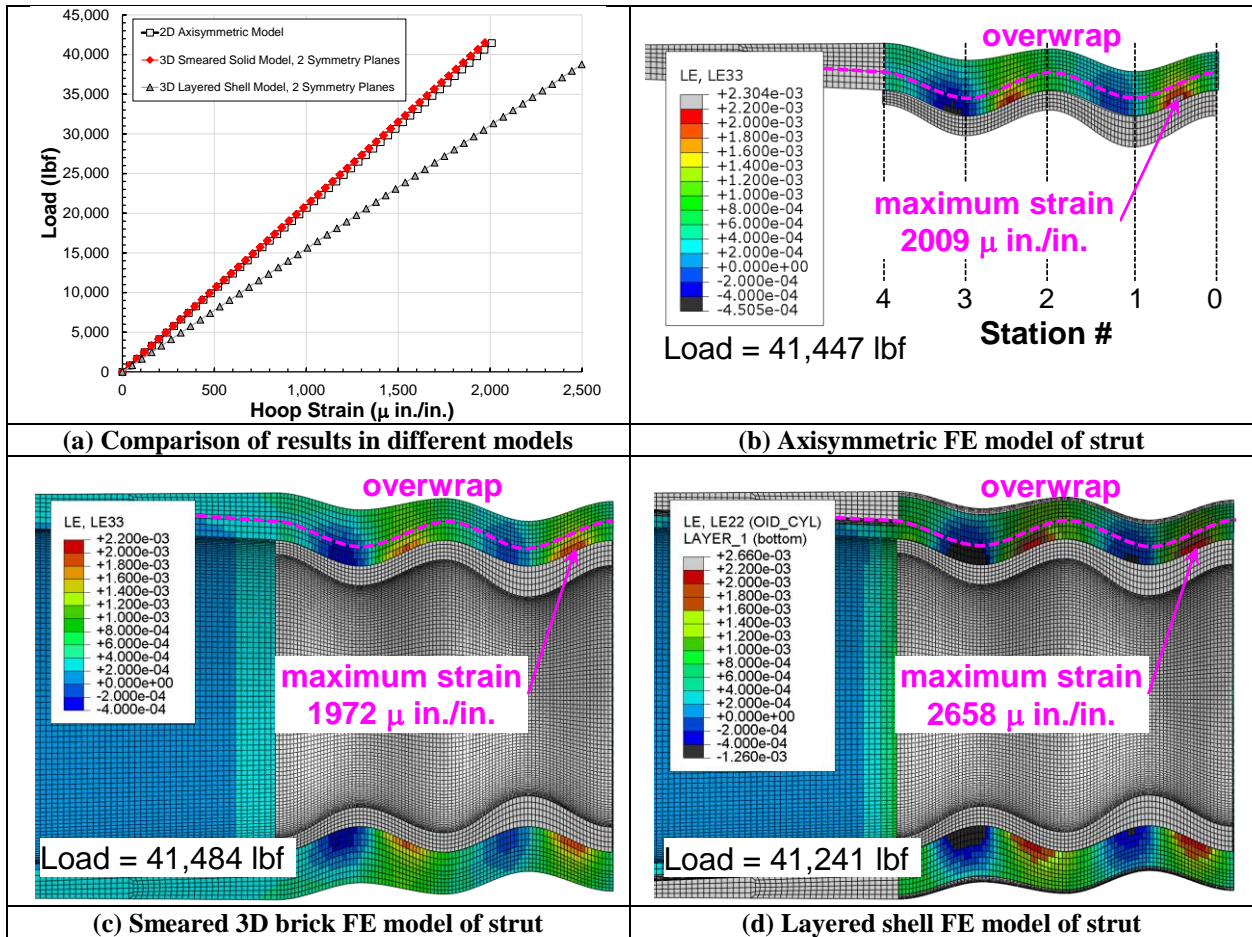 45,000
40,000
35,000
30,000
25,000
20,000
15,000
10,000
5,000
0
Load (lbf)
2D Axisymmetric Model
3D Smeared Solid Model, 2 Symmetry Planes
3D Layered Shell Model, 2 Symmetry Planes
0 500 1,000 1,500 2,000 2,500
Hoop Strain (μ in./in.)
(a) Comparison of results in different models
overwrap
LE, LE33
+2.304e-03
+2.200e-03
+2.000e-03
+1.800e-03
+1.600e-03
+1.400e-03
+1.200e-03
+1.000e-03
+8.000e-04
+6.000e-04
+4.000e-04
+2.000e-04
+0.000e+00
-2.000e-04
-4.000e-04
-4.505e-04
maximum strain
2009 μ in./in.
4 3 2 1 0
Station #
Load = 41,447 lbf
(b) Axisymmetric FE model of strut
overwrap
LE, LE33
+2.200e-03
+2.000e-03
+1.800e-03
+1.600e-03
+1.400e-03
+1.200e-03
+1.000e-03
+8.000e-04
+6.000e-04
+4.000e-04
+2.000e-04
+0.000e+00
-2.000e-04
-4.000e-04
maximum strain
1972 μ in./in.
Load = 41,484 lbf
(c) Smeared 3D brick FE model of strut
overwrap
LE, LE22 (OID_CYL)
LAYER_1 (bottom)
+2.660e-03
+2.200e-03
+2.000e-03
+1.800e-03
+1.600e-03
+1.400e-03
+1.200e-03
+1.000e-03
+8.000e-04
+6.000e-04
+4.000e-04
+2.000e-04
+0.000e+00
-2.000e-04
-4.000e-04
-1.260e-03
maximum strain
2658 μ in./in.
Load = 41,241 lbf
(d) Layered shell FE model of strut